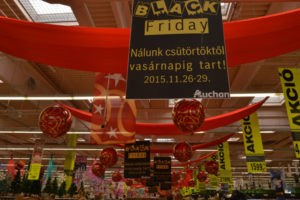 BLACK
Friday
Nálunk csütörtöktől
vasárnapig tart!
2015.11.26-29.
Auchan
AKCIÓ
AKCIÓ
AKCIÓ